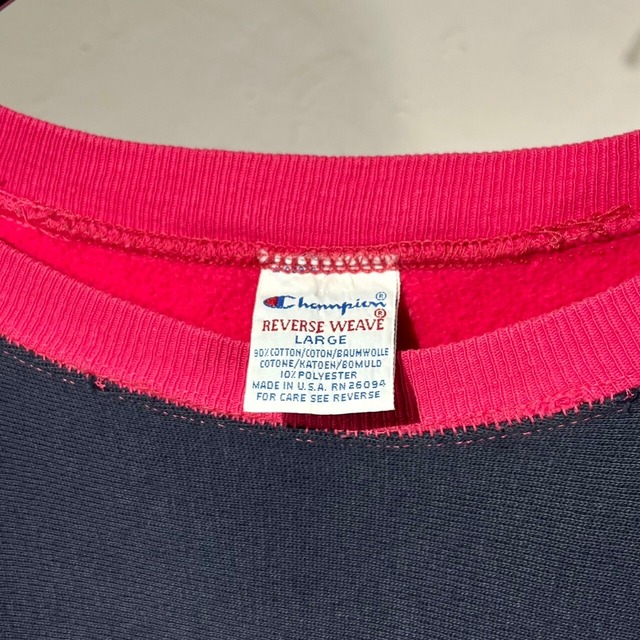 Champion®
REVERSE WEAVE®
LARGE
90% COTTON/COTON/BAUMWOLLE
COTONE/KATOEN/BOMULD
10% POLYESTER
MADE IN U.S.A. RN 26094
FOR CARE SEE REVERSE